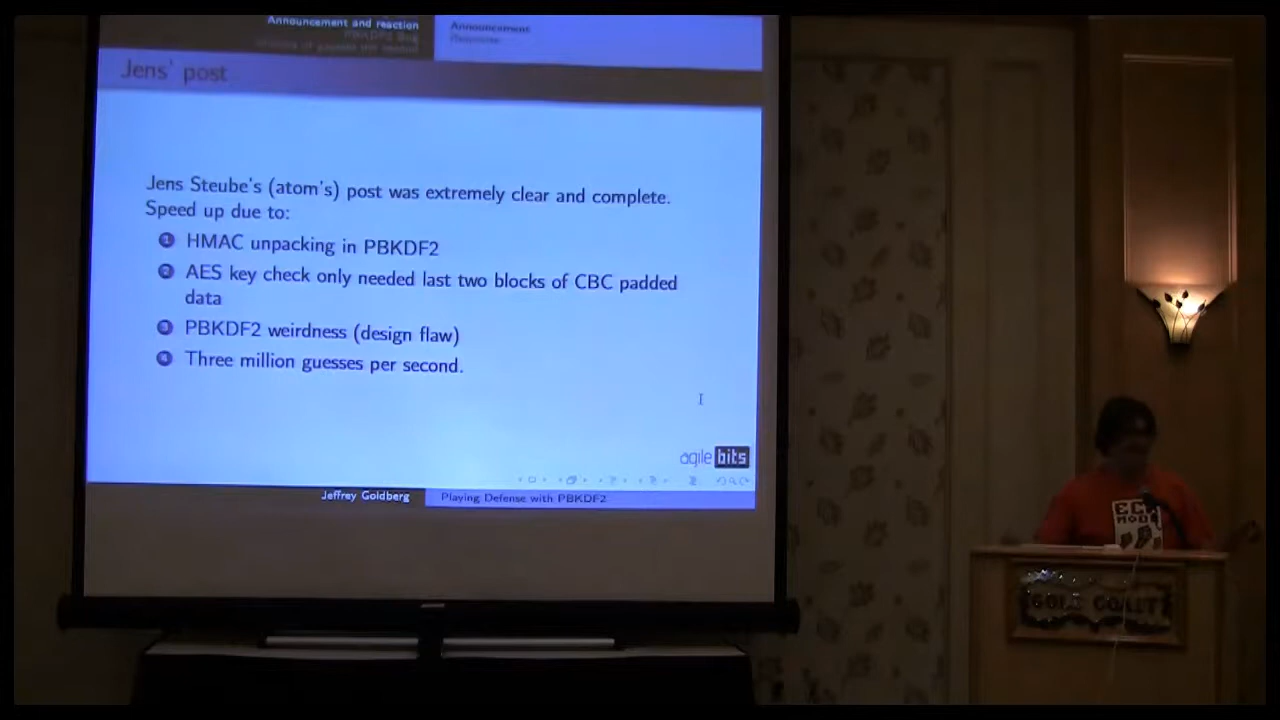 Announcement and reaction
Announcement
Jens' post
Jens Steube's (atom's) post was extremely clear and complete.
Speed up due to:
1 HMAC unpacking in PBKDF2
2 AES key check only needed last two blocks of CBC padded
data
3 PBKDF2 weirdness (design flaw)
4 Three million guesses per second.
agile bits
Jeffrey Goldberg
Playing Defense with PBKDF2
GOLD COAST